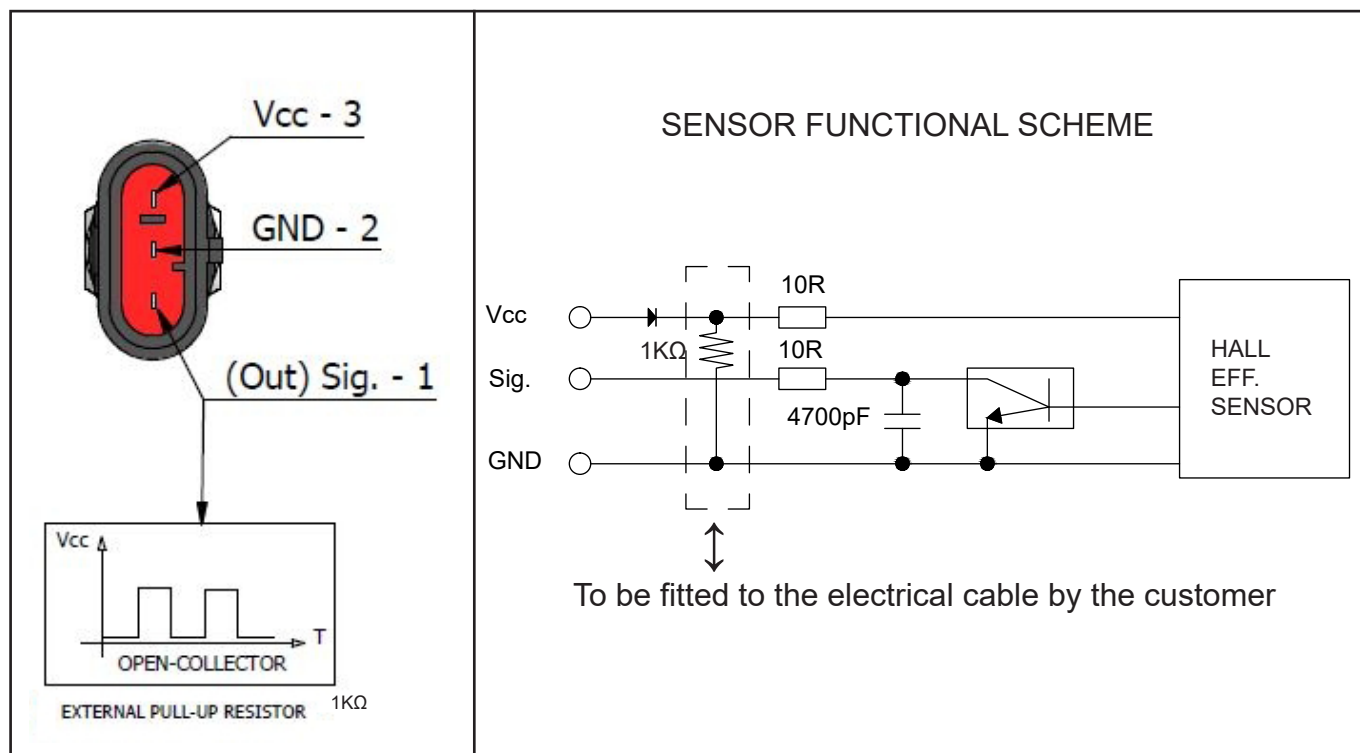 Vcc - 3
GND - 2
(Out) Sig. - 1
Vcc
T
OPEN-COLLECTOR
EXTERNAL PULL-UP RESISTOR
1KΩ
SENSOR FUNCTIONAL SCHEME
10R
Vcc
1KΩ
10R
Sig.
4700pF
GND
HALL
EFF.
SENSOR
To be fitted to the electrical cable by the customer